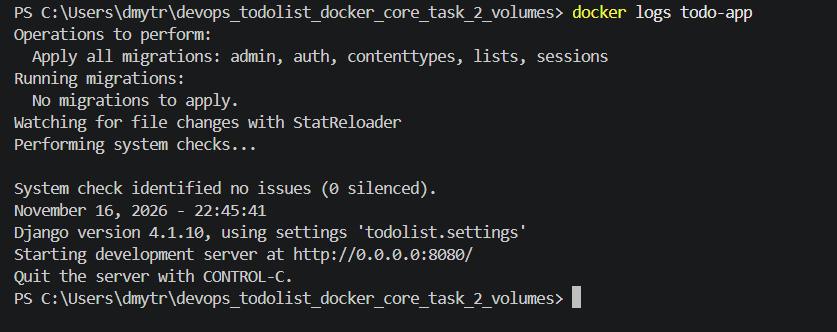 PS C:\Users\dmytr\devops_todolist_docker_core_task_2_volumes> docker logs todo-app
Operations to perform:
  Apply all migrations: admin, auth, contenttypes, lists, sessions
Running migrations:
  No migrations to apply.
Watching for file changes with StatReloader
Performing system checks...

System check identified no issues (0 silenced).
November 16, 2026 - 22:45:41
Django version 4.1.10, using settings 'todolist.settings'
Starting development server at http://0.0.0.0:8080/
Quit the server with CONTROL-C.
PS C:\Users\dmytr\devops_todolist_docker_core_task_2_volumes>